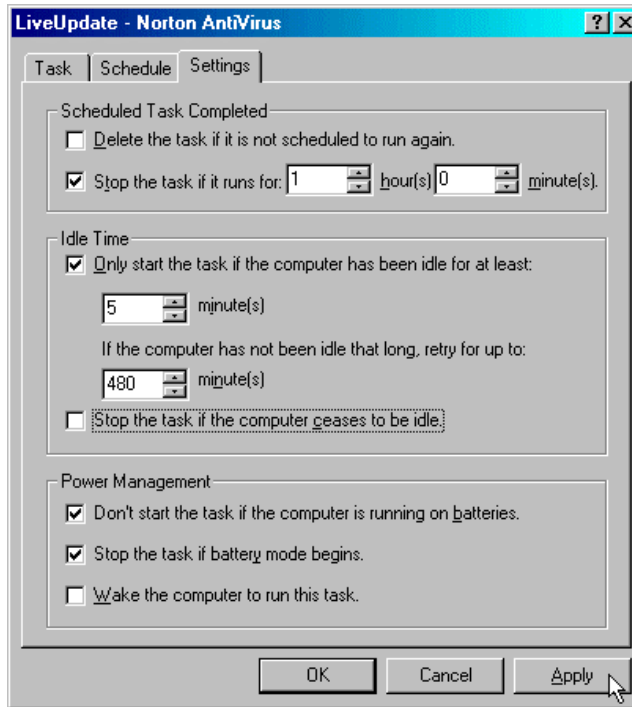 LiveUpdate - Norton AntiVirus
Task Schedule Settings
Scheduled Task Completed
Delete the task if it is not scheduled to run again.
Stop the task if it runs for: 1 hour(s) 0 minute(s).
Idle Time
Only start the task if the computer has been idle for at least:
5 minute(s)
If the computer has not been idle that long, retry for up to:
480 minute(s)
Stop the task if the computer ceases to be idle.
Power Management
Don't start the task if the computer is running on batteries.
Stop the task if battery mode begins.
Wake the computer to run this task.
OK Cancel Apply